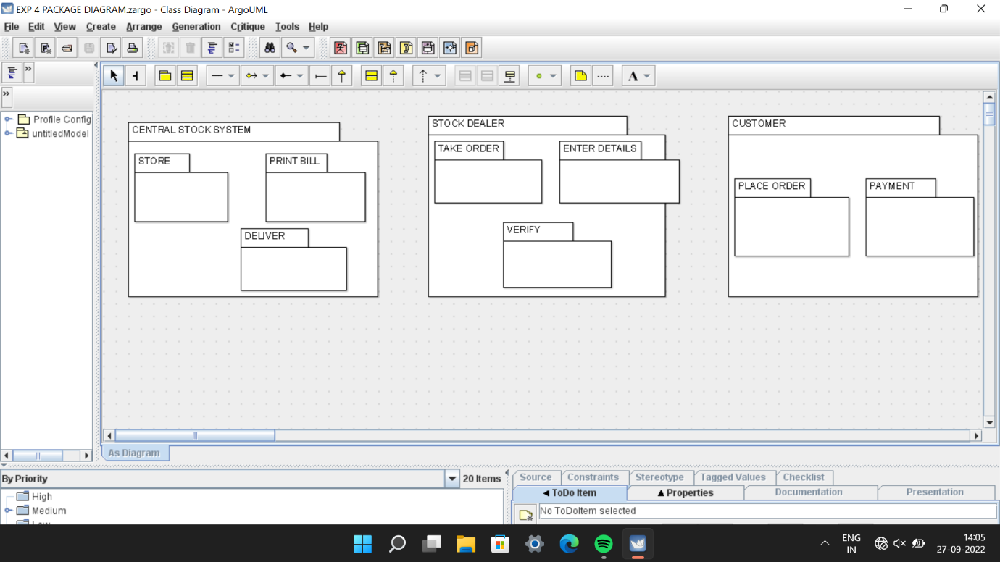 EXP 4 PACKAGE DIAGRAM.zargo - Class Diagram - ArgoUML
File Edit View Create Arrange Generation Critique Tools Help
A
Profile Config
untitledModel
CENTRAL STOCK SYSTEM
STORE
PRINT BILL
DELIVER
STOCK DEALER
TAKE ORDER
ENTER DETAILS
VERIFY
CUSTOMER
PLACE ORDER
PAYMENT
As Diagram
By Priority
20 Items
High
Medium
Low
Source Constraints Stereotype Tagged Values Checklist
ToDo Item Properties Documentation Presentation
No ToDoItem selected
ENG
IN
14:05
27-09-2022